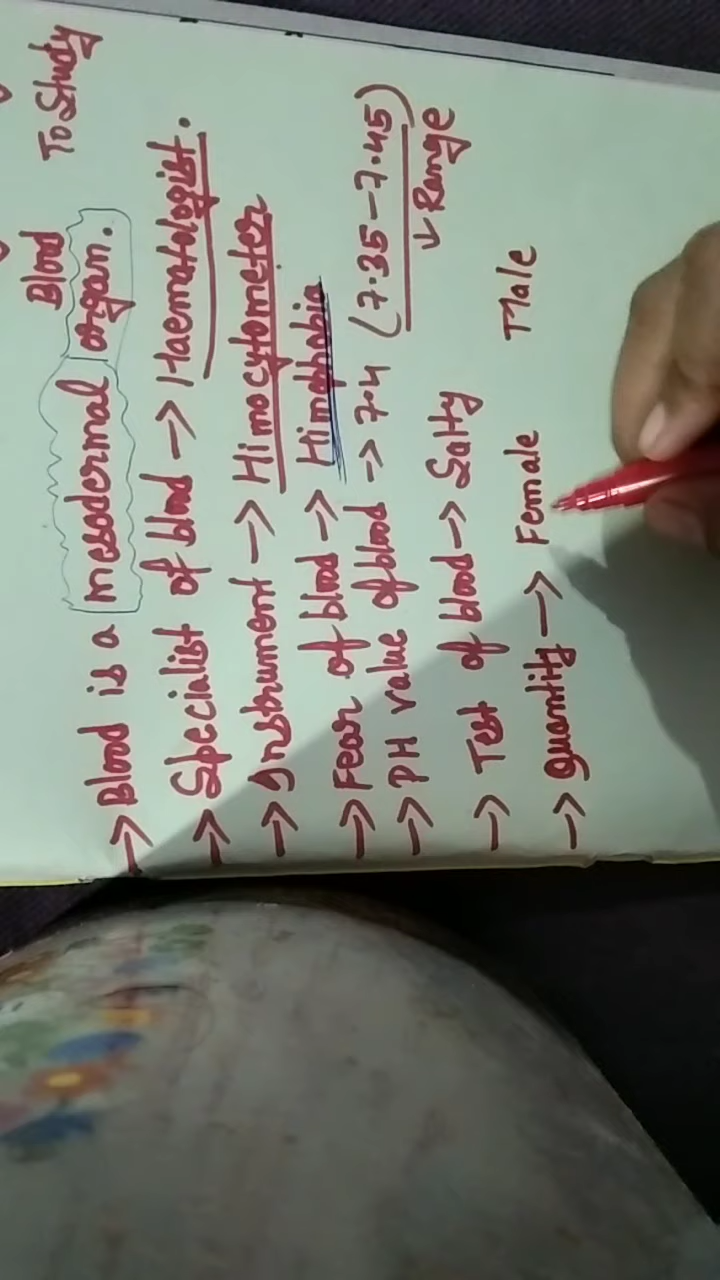 Blood To Study
→ Blood is a mesodermal organ.
→ Specialist of blood → Haematologist.
→ Instrument → Himocytometer
→ Fear of blood → Himophobia
→ PH value of blood → 7.4 (7.35-7.45)
↳ Range
→ Test of blood → Salty
→ Quantity → Female Male